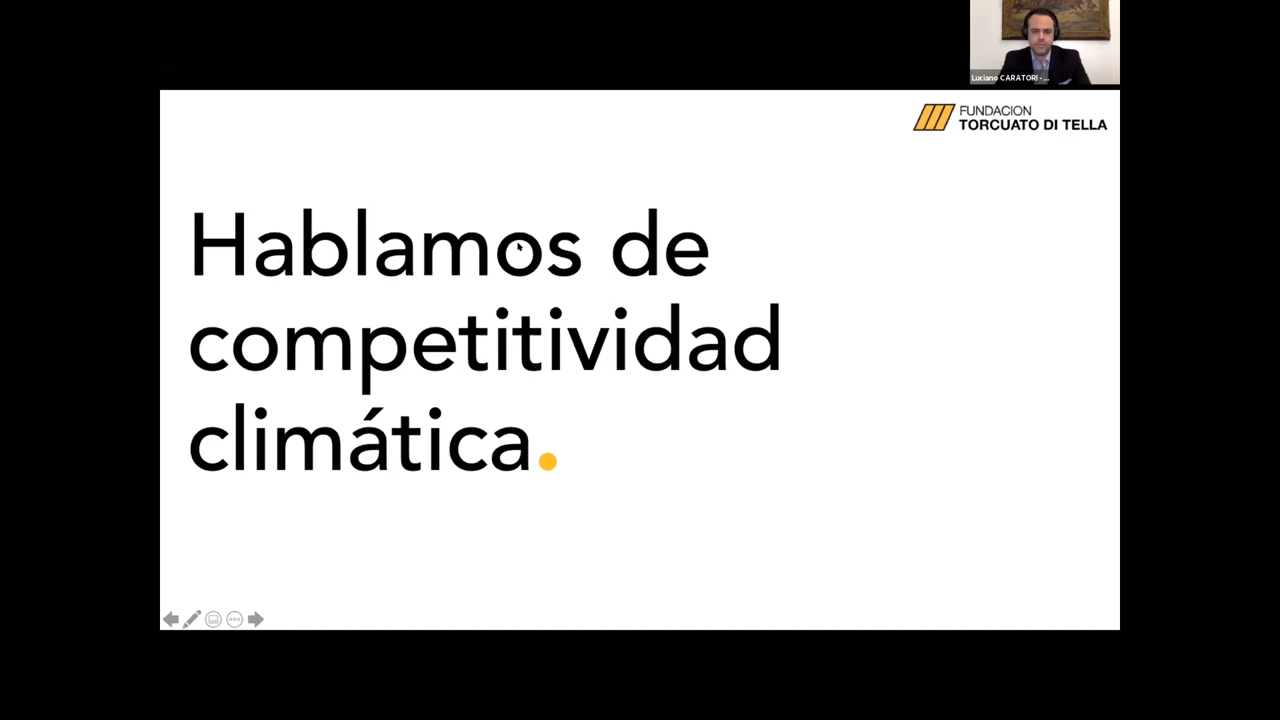 Luciano CARATORI - ...
FUNDACION
TORCUATO DI TELLA
Hablamos de
competitividad
climática.